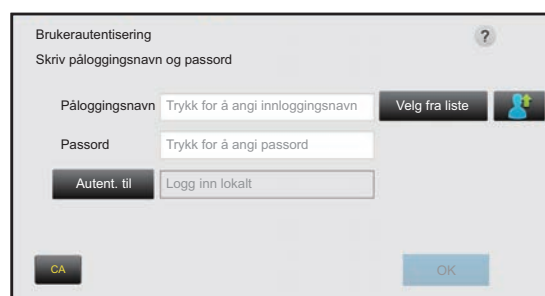 Brukerautentisering ?
Skriv påloggingsnavn og passord
Påloggingsnavn Trykk for å angi innloggingsnavn Velg fra liste
Passord Trykk for å angi passord
Autent. til Logg inn lokalt
CA OK